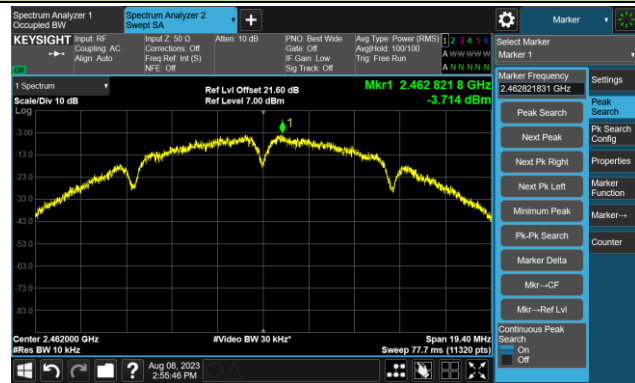 Spectrum Analyzer 1
Occupied BW
Spectrum Analyzer 2
Swept SA
Marker
KEYSIGHT
Input: RF
Coupling: AC
Align: Auto
Input Z: 50 Ω
Corrections: Off
Freq Ref: Int (S)
NFE: Off
Atten: 10 dB
PNO: Best Wide
Gate: Off
IF Gain: Low
Sig Track: Off
Avg Type: Power (RMS)
Avg|Hold: 100/100
Trig: Free Run
1 2 3 4 5 6
A W W W W W
A N N N N N
Select Marker
Marker 1
1 Spectrum
Scale/Div 10 dB
Log
Ref Lvl Offset 21.60 dB
Ref Level 7.00 dBm
Mkr1 2.462 821 8 GHz
-3.714 dBm
1
-3.00
-13.0
-23.0
-33.0
-43.0
-53.0
-63.0
-73.0
-83.0
Center 2.462000 GHz
#Res BW 10 kHz
#Video BW 30 kHz*
Span 19.40 MHz
Sweep 77.7 ms (11320 pts)
Marker Frequency
2.462821831 GHz
Peak Search
Next Peak
Next Pk Right
Next Pk Left
Minimum Peak
Pk-Pk Search
Marker Delta
Mkr→CF
Mkr→Ref Lvl
Continuous Peak
Search
On
Off
Settings
Peak
Search
Pk Search
Config
Properties
Marker
Function
Marker→
Counter
?
Aug 08, 2023
2:55:46 PM